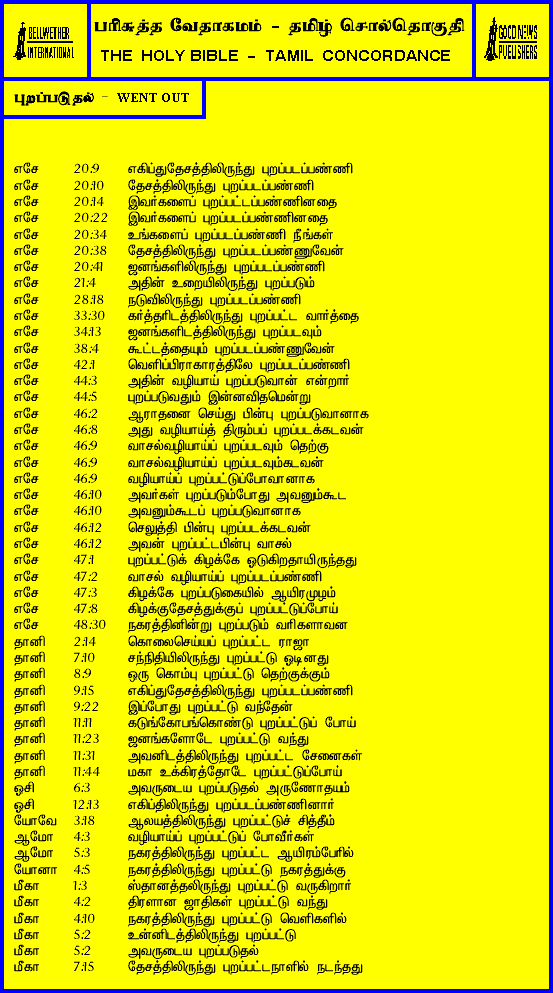 BELLWETHER
INTERNATIONAL
பரிசுத்த வேதாகமம் - தமிழ் சொல்தொகுதி
THE HOLY BIBLE - TAMIL CONCORDANCE
GOOD NEWS
PUBLISHERS
புறப்படுதல் - WENT OUT
எசே 20:9 எகிப்துதேசத்திலிருந்து புறப்படப்பண்ணி
எசே 20:10 தேசத்திலிருந்து புறப்படப்பண்ணி
எசே 20:14 இவர்களைப் புறப்பட்டப்பண்ணினதை
எசே 20:22 இவர்களைப் புறப்படப்பண்ணினதை
எசே 20:34 உங்களைப் புறப்படப்பண்ணி நீங்கள்
எசே 20:38 தேசத்திலிருந்து புறப்படப்பண்ணுவேன்
எசே 20:41 ஜனங்களிலிருந்து புறப்படப்பண்ணி
எசே 21:4 அதின் உறையிலிருந்து புறப்படும்
எசே 28:18 நடுவிலிருந்து புறப்படப்பண்ணி
எசே 33:30 கர்த்தரிடத்திலிருந்து புறப்பட்ட வார்த்தை
எசே 34:13 ஜனங்களிடத்திலிருந்து புறப்படவும்
எசே 38:4 கூட்டத்தையும் புறப்படப்பண்ணுவேன்
எசே 42:1 வெளிப்பிராகாரத்திலே புறப்படப்பண்ணி
எசே 44:3 அதின் வழியாய் புறப்படுவான் என்றார்
எசே 44:5 புறப்படுவதும் இன்னவிதமென்று
எசே 46:2 ஆராதனை செய்து பின்பு புறப்படுவானாக
எசே 46:8 அது வழியாய்த் திரும்பப் புறப்படக்கடவன்
எசே 46:9 வாசல்வழியாய்ப் புறப்படவும் தெற்கு
எசே 46:9 வாசல்வழியாய்ப் புறப்படவும்கடவன்
எசே 46:9 வழியாய்ப் புறப்பட்டுப்போவானாக
எசே 46:10 அவர்கள் புறப்படும்போது அவனும்கூட
எசே 46:10 அவனும்கூடப் புறப்படுவானாக
எசே 46:12 செலுத்தி பின்பு புறப்படக்கடவன்
எசே 46:12 அவன் புறப்பட்டபின்பு வாசல்
எசே 47:1 புறப்பட்டுக் கிழக்கே ஓடுகிறதாயிருந்தது
எசே 47:2 வாசல் வழியாய்ப் புறப்படப்பண்ணி
எசே 47:3 கிழக்கே புறப்படுகையில் ஆயிரமுழம்
எசே 47:8 கிழக்குதேசத்துக்குப் புறப்பட்டுப்போய்
எசே 48:30 நகரத்தினின்று புறப்படும் வரிகளாவன
தானி 2:14 கொலைசெய்யப் புறப்பட்ட ராஜா
தானி 7:10 சந்நிதியிலிருந்து புறப்பட்டு ஓடினது
தானி 8:9 ஒரு கொம்பு புறப்பட்டு தெற்குக்கும்
தானி 9:15 எகிப்துதேசத்திலிருந்து புறப்படப்பண்ணி
தானி 9:22 இப்போது புறப்பட்டு வந்தேன்
தானி 11:11 கடுங்கோபங்கொண்டு புறப்பட்டுப் போய்
தானி 11:23 ஜனங்களோடே புறப்பட்டு வந்து
தானி 11:31 அவனிடத்திலிருந்து புறப்பட்ட சேனைகள்
தானி 11:44 மகா உக்கிரத்தோடே புறப்பட்டுப்போய்
ஓசி 6:3 அவருடைய புறப்படுதல் அருணோதயம்
ஓசி 12:13 எகிப்திலிருந்து புறப்படப்பண்ணினார்
யோவே 3:18 ஆலயத்திலிருந்து புறப்பட்டுச் சித்தீம்
ஆமோ 4:3 வழியாய்ப் புறப்பட்டுப் போவீர்கள்
ஆமோ 5:3 நகரத்திலிருந்து புறப்பட்ட ஆயிரம்பேரில்
யோனா 4:5 நகரத்திலிருந்து புறப்பட்டு நகரத்துக்கு
மீகா 1:3 ஸ்தானத்தலிருந்து புறப்பட்டு வருகிறார்
மீகா 4:2 திரளான ஜாதிகள் புறப்பட்டு வந்து
மீகா 4:10 நகரத்திலிருந்து புறப்பட்டு வெளிகளில்
மீகா 5:2 உன்னிடத்திலிருந்து புறப்பட்டு
மீகா 5:2 அவருடைய புறப்படுதல்
மீகா 7:15 தேசத்திலிருந்து புறப்பட்டநாளில் நடந்தது